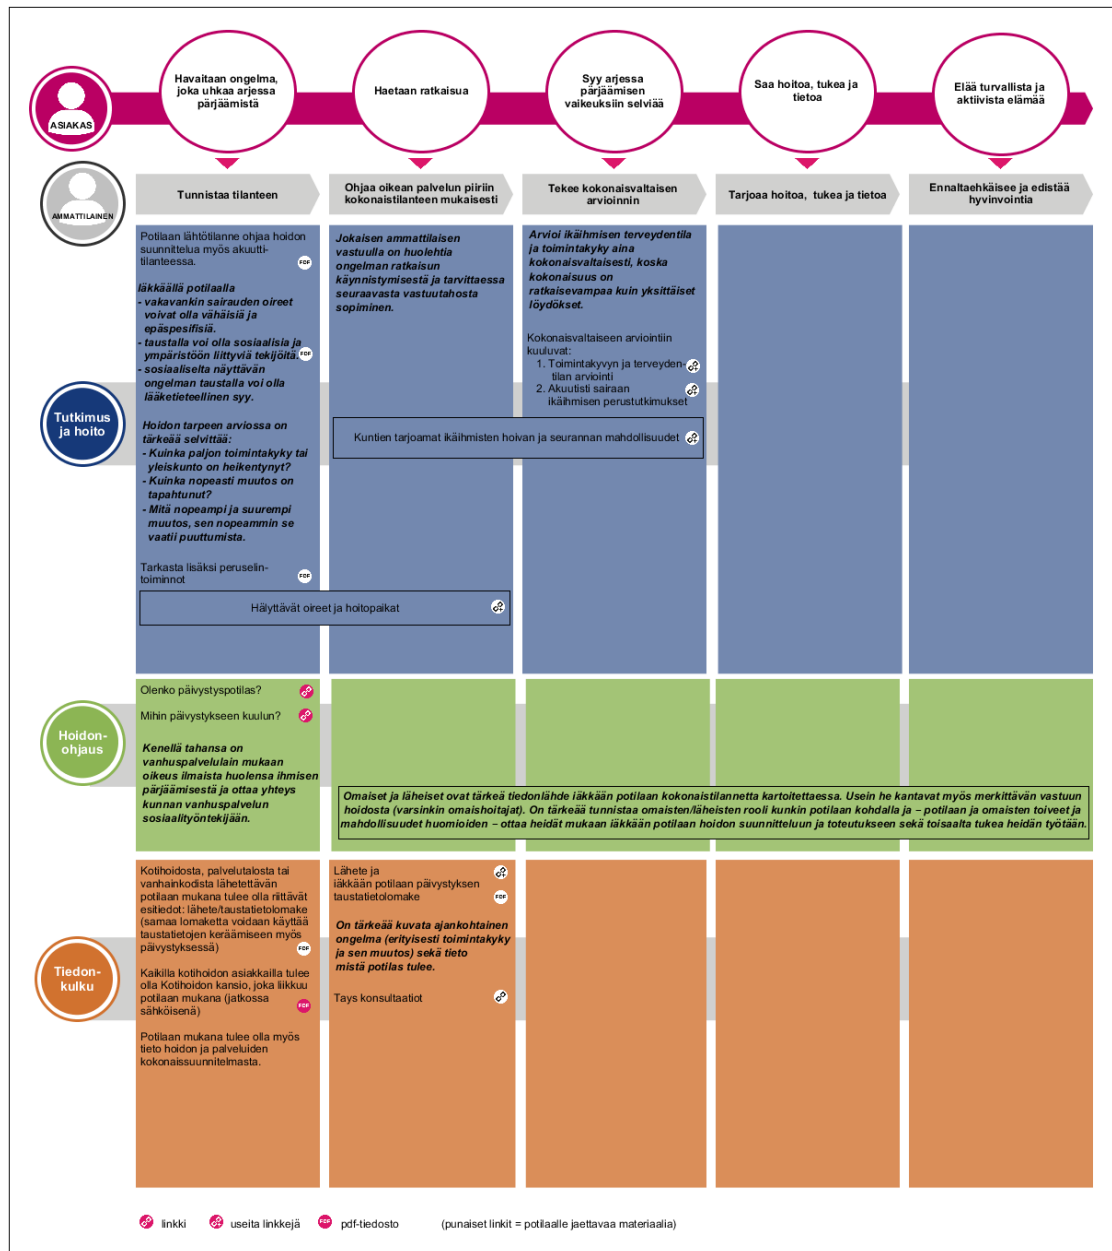 Havaitaan ongelma,
joka uhkaa arjessa
pärjäämistä
Haetaan ratkaisua
Syy arjessa
pärjäämisen
vaikeuksiin selviää
Saa hoitoa, tukea ja
tietoa
Elää turvallista ja
aktiivista elämää
ASIAKAS
AMMATTILAINEN
Tunnistaa tilanteen
Ohjaa oikean palvelun piiriin
kokonaistilanteen mukaisesti
Tekee kokonaisvaltaisen
arvioinnin
Tarjoaa hoitoa, tukea ja tietoa
Ennaltaehkäisee ja edistää
hyvinvointia
Tutkimus
ja hoito
Potilaan lähtötilanne ohjaa hoidon
suunnittelua myös akuutti-
tilanteessa.
PDF
Iäkkäällä potilaalla
- vakavankin sairauden oireet
voivat olla vähäisiä ja
epäspesifisiä.
- taustalla voi olla sosiaalisia ja
ympäristöön liittyviä tekijöitä.
PDF
- sosiaaliselta näyttävän
ongelman taustalla voi olla
lääketieteellinen syy.
Hoidon tarpeen arviossa on
tärkeää selvittää:
- Kuinka paljon toimintakyky tai
yleiskunto on heikentynyt?
- Kuinka nopeasti muutos on
tapahtunut?
- Mitä nopeampi ja suurempi
muutos, sen nopeammin se
vaatii puuttumista.
Tarkasta lisäksi peruselin-
toiminnot
PDF
Hälyttävät oireet ja hoitopaikat
Jokaisen ammattilaisen
vastuulla on huolehtia
ongelman ratkaisun
käynnistymisestä ja tarvittaessa
seuraavasta vastuutahosta
sopiminen.
Arvioi ikäihmisen terveydentila
ja toimintakyky aina
kokonaisvaltaisesti, koska
kokonaisuus on
ratkaisevampaa kuin yksittäiset
löydökset.
Kokonaisvaltaiseen arviointiin
kuuluvat:
1. Toimintakyvyn ja terveyden-
tilan arviointi
2. Akuutisti sairaan
ikäihmisen perustutkimukset
Kuntien tarjoamat ikäihmisten hoivan ja seurannan mahdollisuudet
Hoidon-
ohjaus
Olenko päivystyspotilas?
Mihin päivystykseen kuulun?
Kenellä tahansa on
vanhuspalvelulain mukaan
oikeus ilmaista huolensa ihmisen
pärjäämisestä ja ottaa yhteys
kunnan vanhuspalvelun
sosiaalityöntekijään.
Omaiset ja läheiset ovat tärkeä tiedonlähde iäkkään potilaan kokonaistilannetta kartoitettaessa. Usein he kantavat myös merkittävän vastuun
hoidosta (varsinkin omaishoitajat). On tärkeää tunnistaa omaisten/läheisten rooli kunkin potilaan kohdalla ja – potilaan ja omaisten toiveet ja
mahdollisuudet huomioiden – ottaa heidät mukaan iäkkään potilaan hoidon suunnitteluun ja toteutukseen sekä toisaalta tukea heidän työtään.
Tiedon-
kulku
Kotihoidosta, palvelutalosta tai
vanhainkodista lähetettävän
potilaan mukana tulee olla riittävät
esitiedot: lähete/taustatietolomake
(samaa lomaketta voidaan käyttää
taustatietojen keräämiseen myös
päivystyksessä)
PDF
Kaikilla kotihoidon asiakkailla tulee
olla Kotihoidon kansio, joka liikkuu
potilaan mukana (jatkossa
sähköisenä)
PDF
Potilaan mukana tulee olla myös
tieto hoidon ja palveluiden
kokonaissuunnitelmasta.
Lähete ja
iäkkään potilaan päivystyksen
taustatietolomake
PDF
On tärkeää kuvata ajankohtainen
ongelma (erityisesti toimintakyky
ja sen muutos) sekä tieto
mistä potilas tulee.
Tays konsultaatiot
linkki
useita linkkejä
PDF
pdf-tiedosto
(punaiset linkit = potilaalle jaettavaa materiaalia)